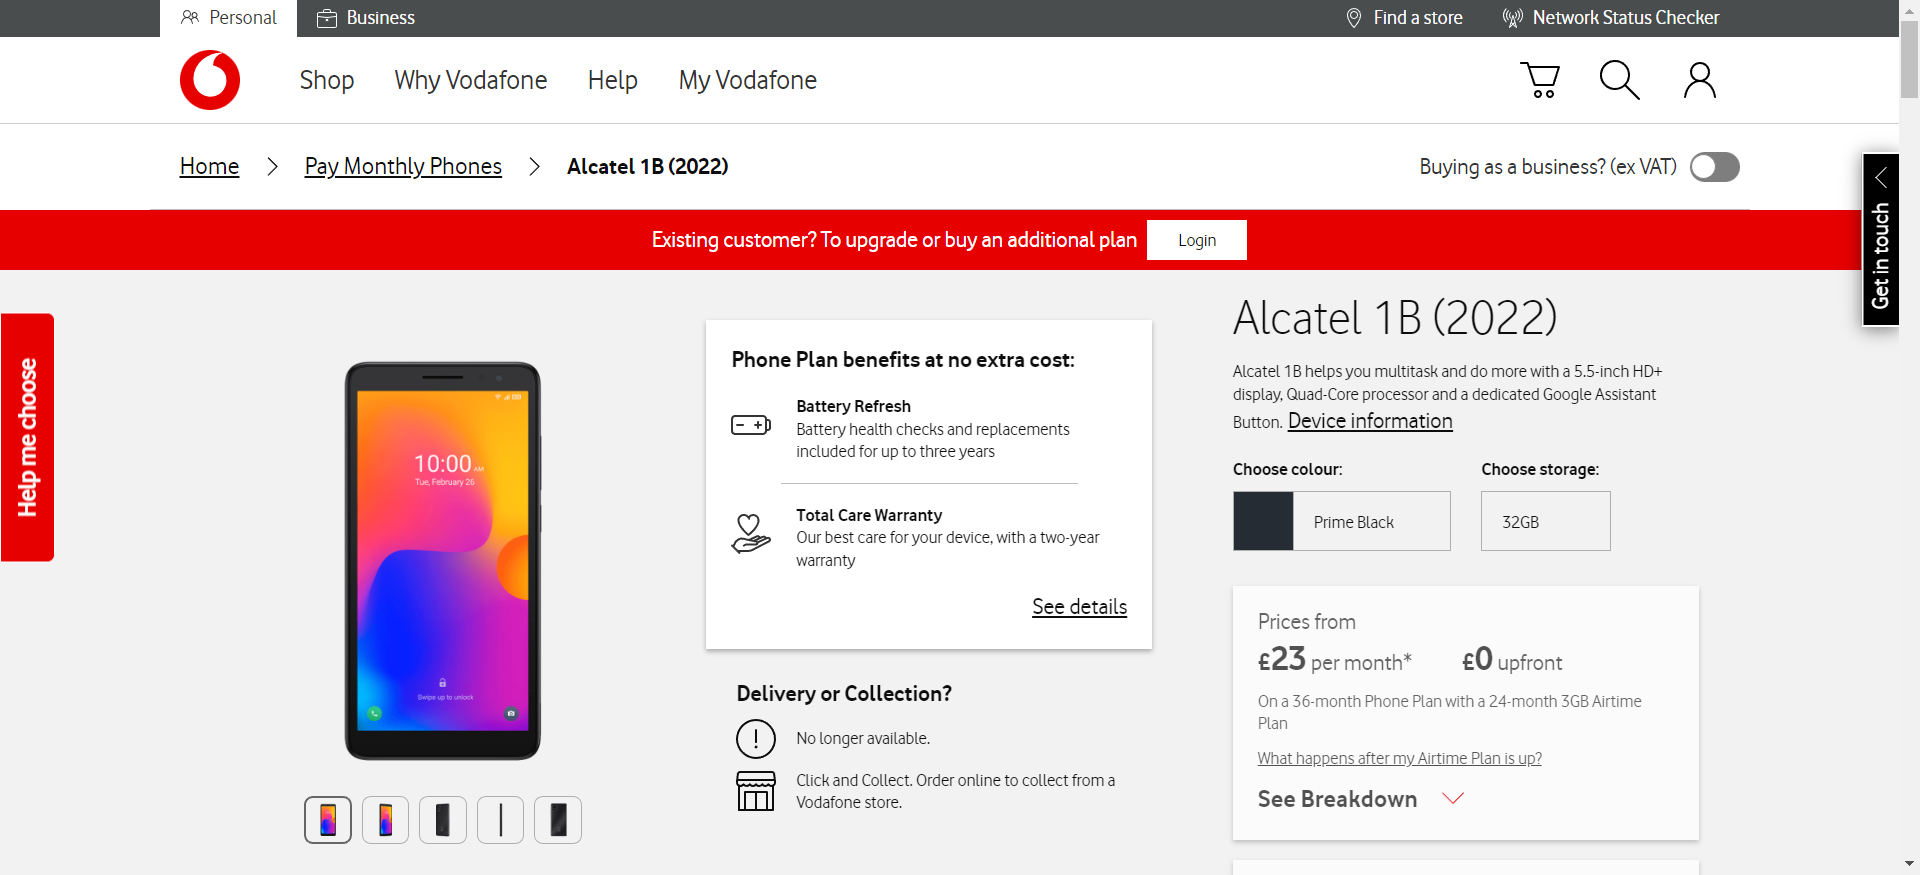 Personal
Business
Find a store
Network Status Checker
Shop
Why Vodafone
Help
My Vodafone
Home
Pay Monthly Phones
Alcatel 1B (2022)
Buying as a business? (ex VAT)
Get in touch
Existing customer? To upgrade or buy an additional plan
Login
Help me choose
10:00 AM
Tue, February 26
Swipe up to unlock
Phone Plan benefits at no extra cost:
Battery Refresh
Battery health checks and replacements
included for up to three years
Total Care Warranty
Our best care for your device, with a two-year
warranty
See details
Delivery or Collection?
No longer available.
Click and Collect. Order online to collect from a
Vodafone store.
Alcatel 1B (2022)
Alcatel 1B helps you multitask and do more with a 5.5-inch HD+
display, Quad-Core processor and a dedicated Google Assistant
Button. Device information
Choose colour:
Prime Black
Choose storage:
32GB
Prices from
£23 per month*
£0 upfront
On a 36-month Phone Plan with a 24-month 3GB Airtime
Plan
What happens after my Airtime Plan is up?
See Breakdown